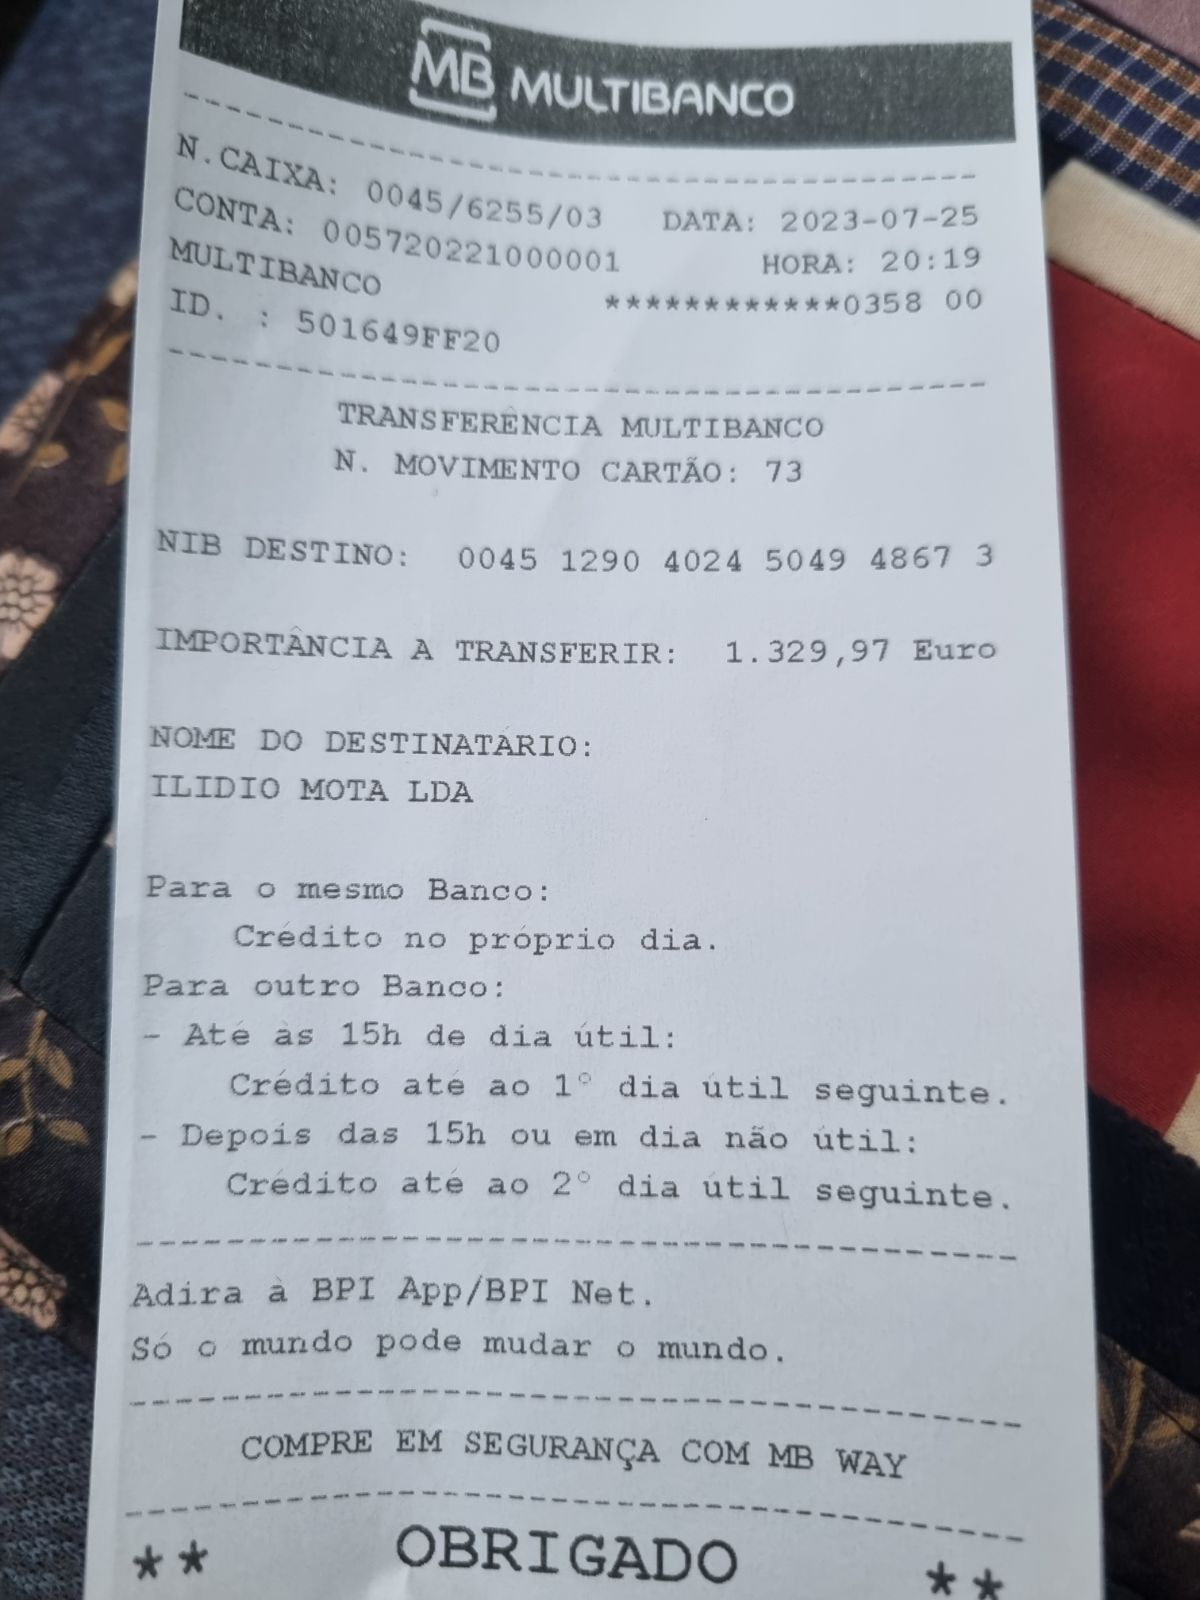 MB MULTIBANCO
N.CAIXA: 0045/6255/03 DATA: 2023-07-25
CONTA: 005720221000001 HORA: 20:19
MULTIBANCO ************0358 00
ID. : 501649FF20
TRANSFERÊNCIA MULTIBANCO
N. MOVIMENTO CARTÃO: 73
NIB DESTINO: 0045 1290 4024 5049 4867 3
IMPORTÂNCIA A TRANSFERIR: 1.329,97 Euro
NOME DO DESTINATÁRIO:
ILIDIO MOTA LDA
Para o mesmo Banco:
Crédito no próprio dia.
Para outro Banco:
- Até às 15h de dia útil:
Crédito até ao 1° dia útil seguinte.
- Depois das 15h ou em dia não útil:
Crédito até ao 2° dia útil seguinte.
Adira à BPI App/BPI Net.
Só o mundo pode mudar o mundo.
COMPRE EM SEGURANÇA COM MB WAY
** OBRIGADO **